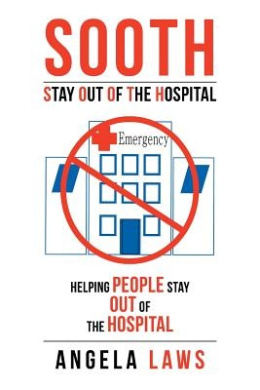 SOOTH
STAY OUT OF THE HOSPITAL
Emergency
HELPING PEOPLE STAY
OUT OF
THE HOSPITAL
ANGELA LAWS